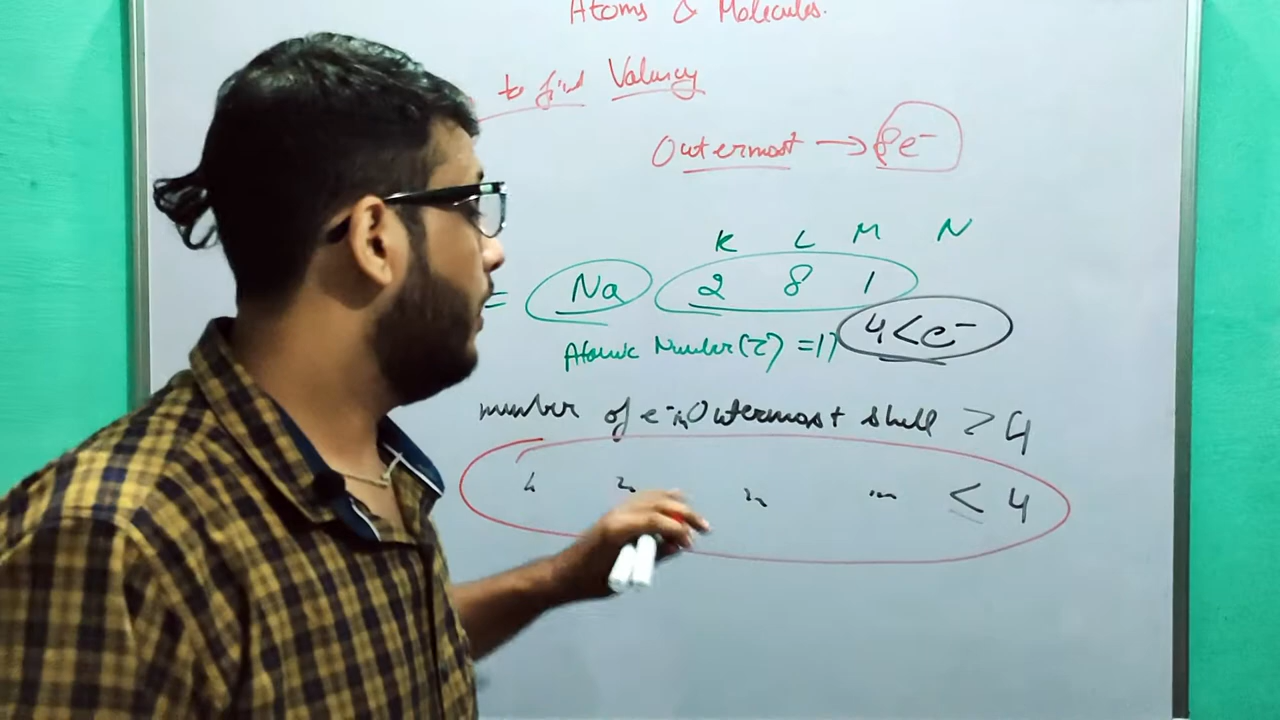 Atoms & Molecules.
to find Valency
Outermost → 8e⁻
K L M N
= Na 2 8 1
4<e⁻
Atomic Number(Z) = 11
number of e⁻ in Outermost shell > 4
" " " " < 4